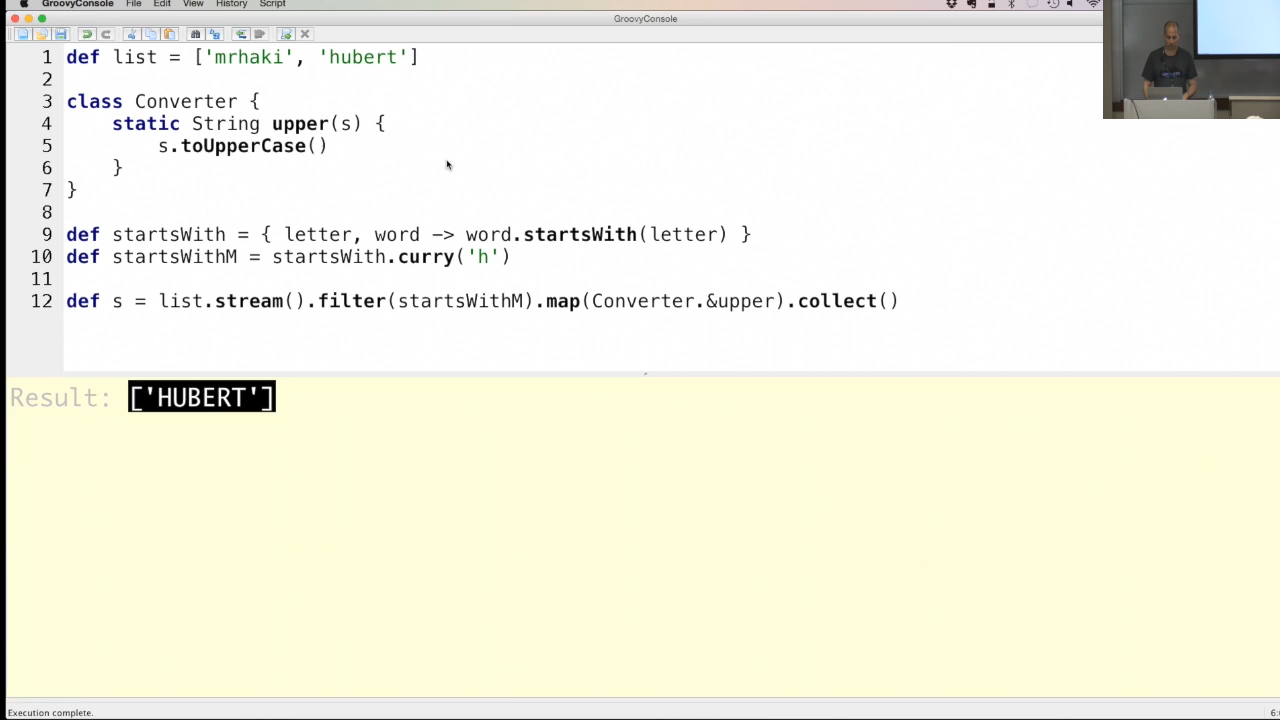 GroovyConsole File Edit View History Script
GroovyConsole
1 def list = ['mrhaki', 'hubert']
2
3 class Converter {
4     static String upper(s) {
5         s.toUpperCase()
6     }
7 }
8
9 def startsWith = { letter, word -> word.startsWith(letter) }
10 def startsWithM = startsWith.curry('h')
11
12 def s = list.stream().filter(startsWithM).map(Converter.&upper).collect()
Result: ['HUBERT']
Execution complete.